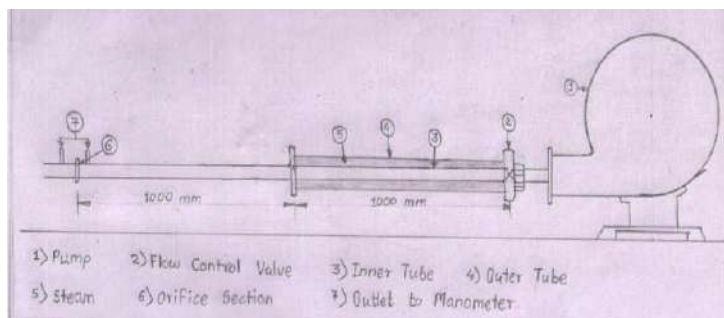 7
6
5
4
3
2
1
1000 mm
1000 mm
1) Pump 2) Flow Control Valve 3) Inner Tube 4) Outer Tube
5) Steam 6) Orifice Section 7) Outlet to Manometer